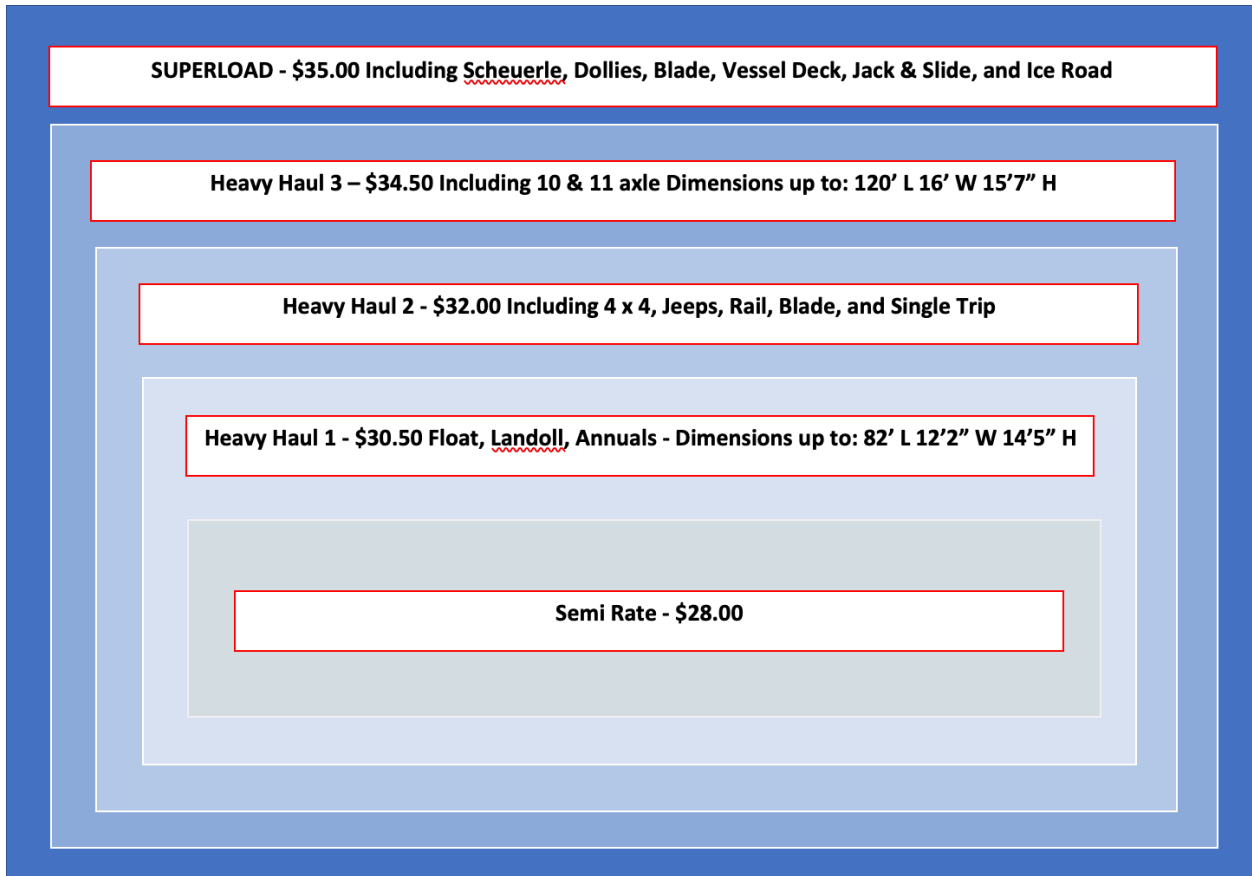 SUPERLOAD - $35.00 Including Scheuerle, Dollies, Blade, Vessel Deck, Jack & Slide, and Ice Road
Heavy Haul 3 – $34.50 Including 10 & 11 axle Dimensions up to: 120’ L 16’ W 15’7” H
Heavy Haul 2 - $32.00 Including 4 x 4, Jeeps, Rail, Blade, and Single Trip
Heavy Haul 1 - $30.50 Float, Landoll, Annuals - Dimensions up to: 82’ L 12’2” W 14’5” H
Semi Rate - $28.00